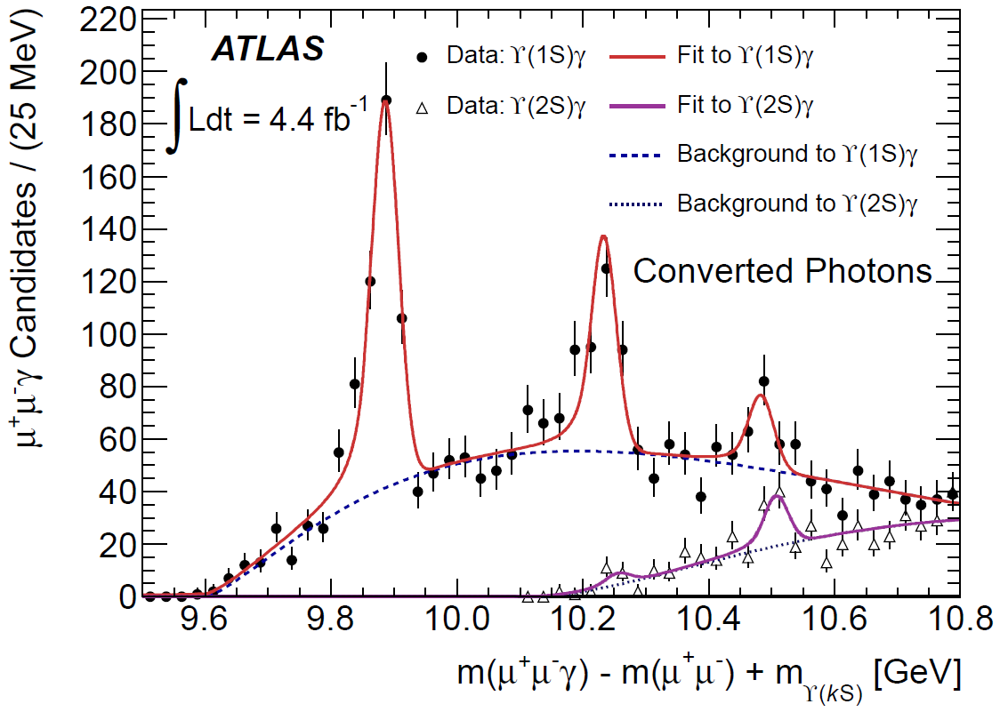 ATLAS
∫Ldt = 4.4 fb⁻¹
Data: ϒ(1S)γ
Fit to ϒ(1S)γ
Data: ϒ(2S)γ
Fit to ϒ(2S)γ
Background to ϒ(1S)γ
Background to ϒ(2S)γ
Converted Photons
μ⁺μ⁻γ Candidates / (25 MeV)
220
200
180
160
140
120
100
80
60
40
20
0
9.6 9.8 10.0 10.2 10.4 10.6 10.8
m(μ⁺μ⁻γ) - m(μ⁺μ⁻) + m_ϒ(kS) [GeV]